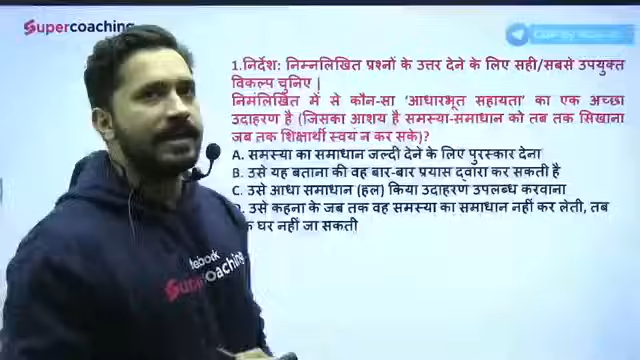 Supercoaching
1.निर्देश: निम्नलिखित प्रश्नों के उत्तर देने के लिए सही/सबसे उपयुक्त
विकल्प चुनिए |
निमंलिखित में से कौन-सा 'आधारभूत सहायता' का एक अच्छा
उदाहरण है (जिसका आशय है समस्या-समाधान को तब तक सिखाना
जब तक शिक्षार्थी स्वयं न कर सके)?
A. समस्या का समाधान जल्दी देने के लिए पुरस्कार देना
B. उसे यह बताना की वह बार-बार प्रयास द्वारा कर सकती है
C. उसे आधा समाधान (हल) किया उदाहरण उपलब्ध करवाना
उसे कहना के जब तक वह समस्या का समाधान नहीं कर लेती, तब
घर नहीं जा सकती
Supercoaching